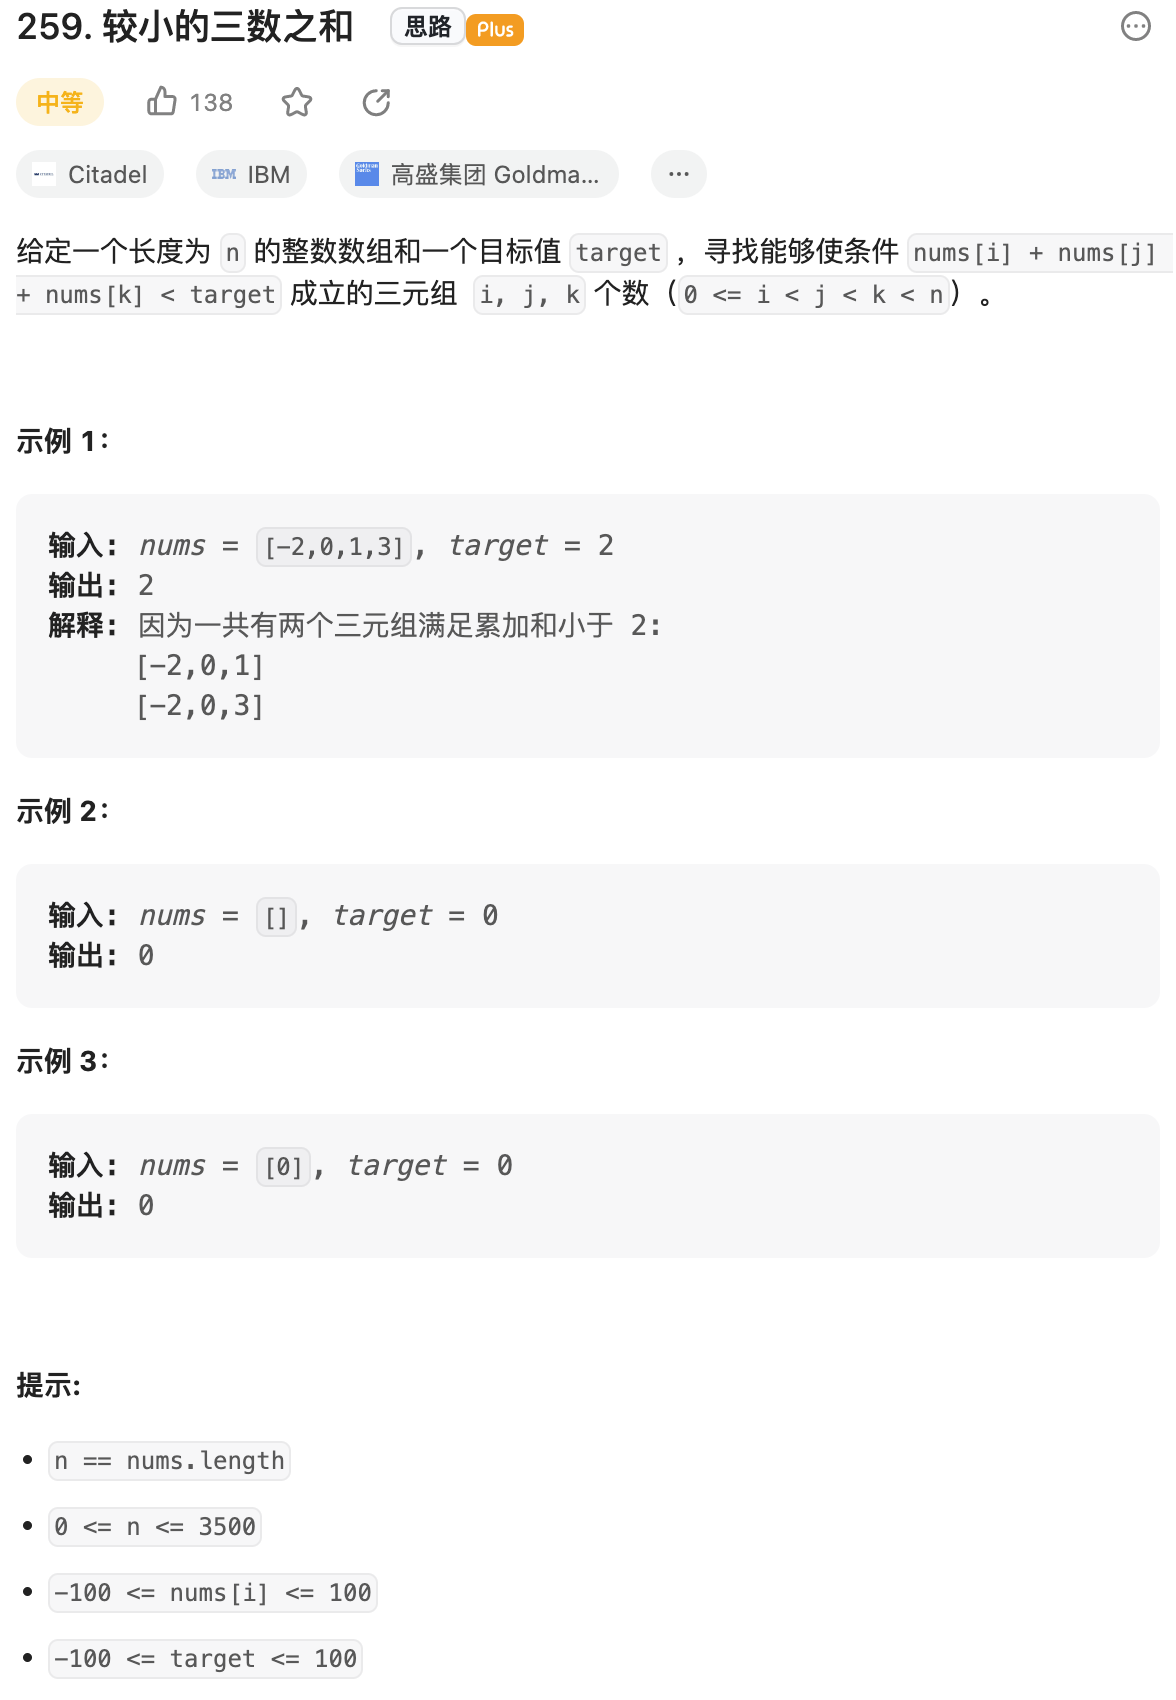 259. 较小的三数之和 思路 Plus
中等 138
Citadel IBM IBM 高盛集团 Goldma... ...
给定一个长度为 n 的整数数组和一个目标值 target ，寻找能够使条件 nums[i] + nums[j]
+ nums[k] < target 成立的三元组 i, j, k 个数（0 <= i < j < k < n）。
示例 1：
输入: nums = [-2,0,1,3], target = 2
输出: 2
解释: 因为一共有两个三元组满足累加和小于 2:
[-2,0,1]
[-2,0,3]
示例 2：
输入: nums = [], target = 0
输出: 0
示例 3：
输入: nums = [0], target = 0
输出: 0
提示:
• n == nums.length
• 0 <= n <= 3500
• -100 <= nums[i] <= 100
• -100 <= target <= 100